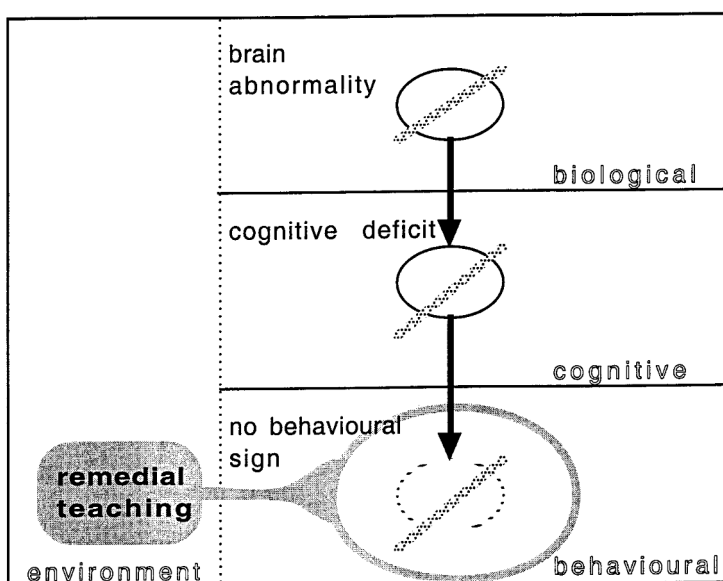 brain
abnormality
biological
cognitive deficit
cognitive
no behavioural
sign
remedial
teaching
environment
behavioural